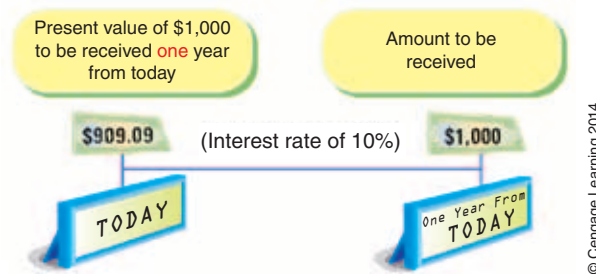 Present value of $1,000
to be received one year
from today
Amount to be
received
$909.09
(Interest rate of 10%)
$1,000
TODAY
One Year From
TODAY
© Cengage Learning 2014